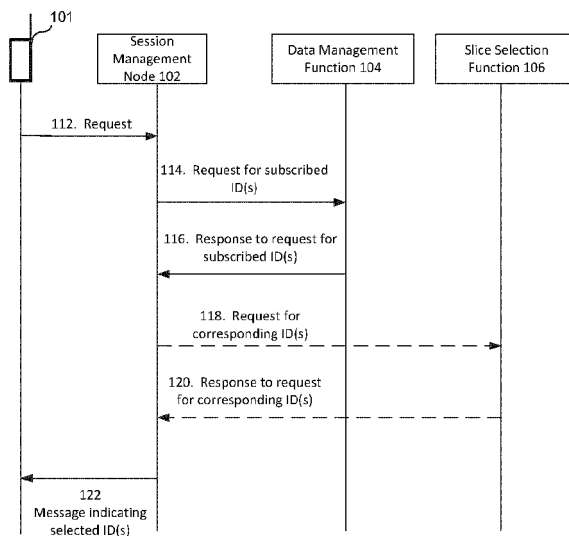 101
Session
Management
Node 102
Data Management
Function 104
Slice Selection
Function 106
112. Request
114. Request for subscribed
ID(s)
116. Response to request for
subscribed ID(s)
118. Request for
corresponding ID(s)
120. Response to request
for corresponding ID(s)
122
Message indicating
selected ID(s)